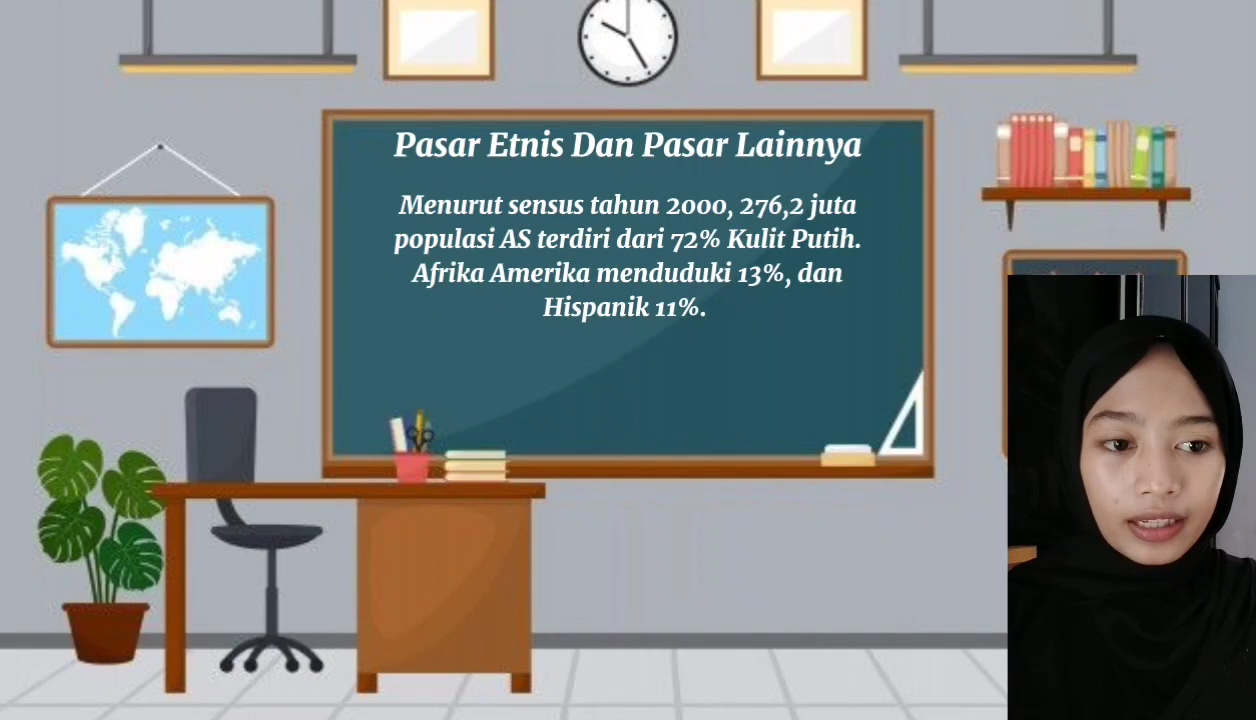 Pasar Etnis Dan Pasar Lainnya
Menurut sensus tahun 2000, 276,2 juta
populasi AS terdiri dari 72% Kulit Putih.
Afrika Amerika menduduki 13%, dan
Hispanik 11%.